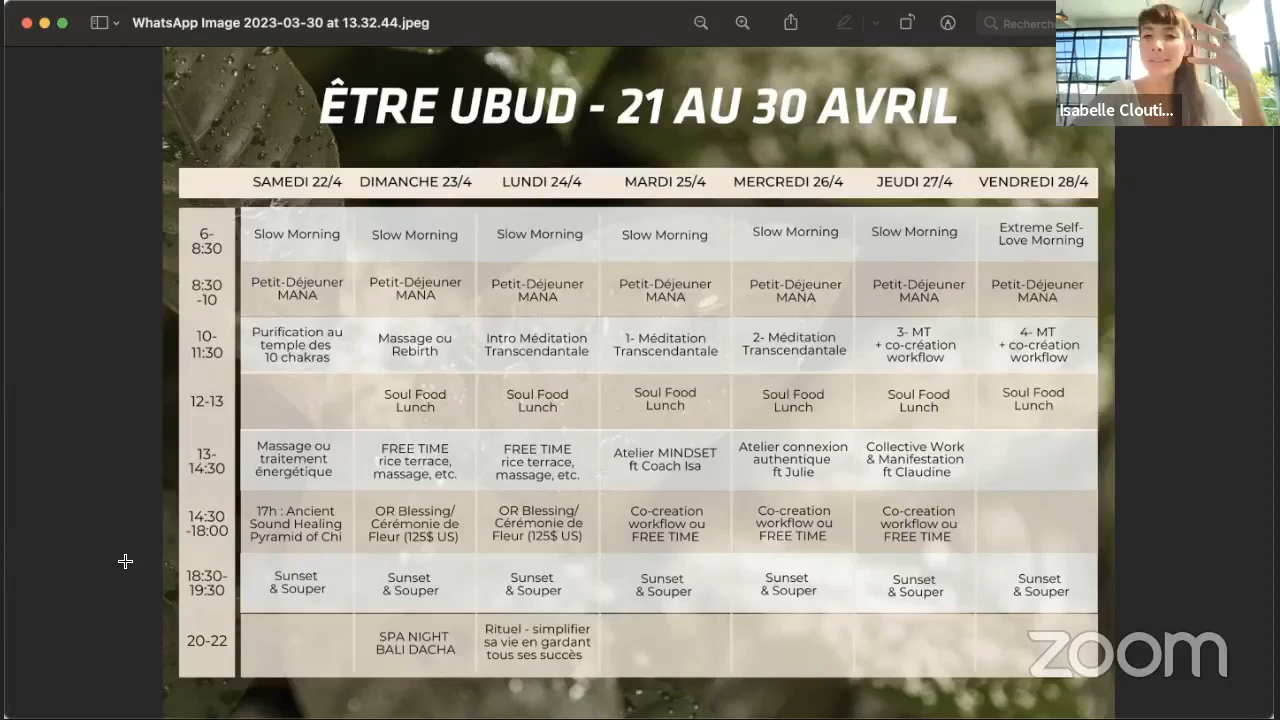 WhatsApp Image 2023-03-30 at 13.32.44.jpeg
Recherch
Isabelle Clouti...
ÊTRE UBUD - 21 AU 30 AVRIL
SAMEDI 22/4 DIMANCHE 23/4 LUNDI 24/4 MARDI 25/4 MERCREDI 26/4 JEUDI 27/4 VENDREDI 28/4
6-
8:30
Slow Morning
Slow Morning
Slow Morning
Slow Morning
Slow Morning
Slow Morning
Extreme Self-
Love Morning
8:30
-10
Petit-Déjeuner
MANA
Petit-Déjeuner
MANA
Petit-Déjeuner
MANA
Petit-Déjeuner
MANA
Petit-Déjeuner
MANA
Petit-Déjeuner
MANA
Petit-Déjeuner
MANA
10-
11:30
Purification au
temple des
10 chakras
Massage ou
Rebirth
Intro Méditation
Transcendantale
1- Méditation
Transcendantale
2- Méditation
Transcendantale
3- MT
+ co-création
workflow
4- MT
+ co-création
workflow
12-13
Soul Food
Lunch
Soul Food
Lunch
Soul Food
Lunch
Soul Food
Lunch
Soul Food
Lunch
Soul Food
Lunch
13-
14:30
Massage ou
traitement
énergétique
FREE TIME
rice terrace,
massage, etc.
FREE TIME
rice terrace,
massage, etc.
Atelier MINDSET
ft Coach Isa
Atelier connexion
authentique
ft Julie
Collective Work
& Manifestation
ft Claudine
14:30
-18:00
17h : Ancient
Sound Healing
Pyramid of Chi
OR Blessing/
Cérémonie de
Fleur (125$ US)
OR Blessing/
Cérémonie de
Fleur (125$ US)
Co-creation
workflow ou
FREE TIME
Co-creation
workflow ou
FREE TIME
Co-creation
workflow ou
FREE TIME
18:30-
19:30
Sunset
& Souper
Sunset
& Souper
Sunset
& Souper
Sunset
& Souper
Sunset
& Souper
Sunset
& Souper
Sunset
& Souper
20-22
SPA NIGHT
BALI DACHA
Rituel - simplifier
sa vie en gardant
tous ses succès
zoom